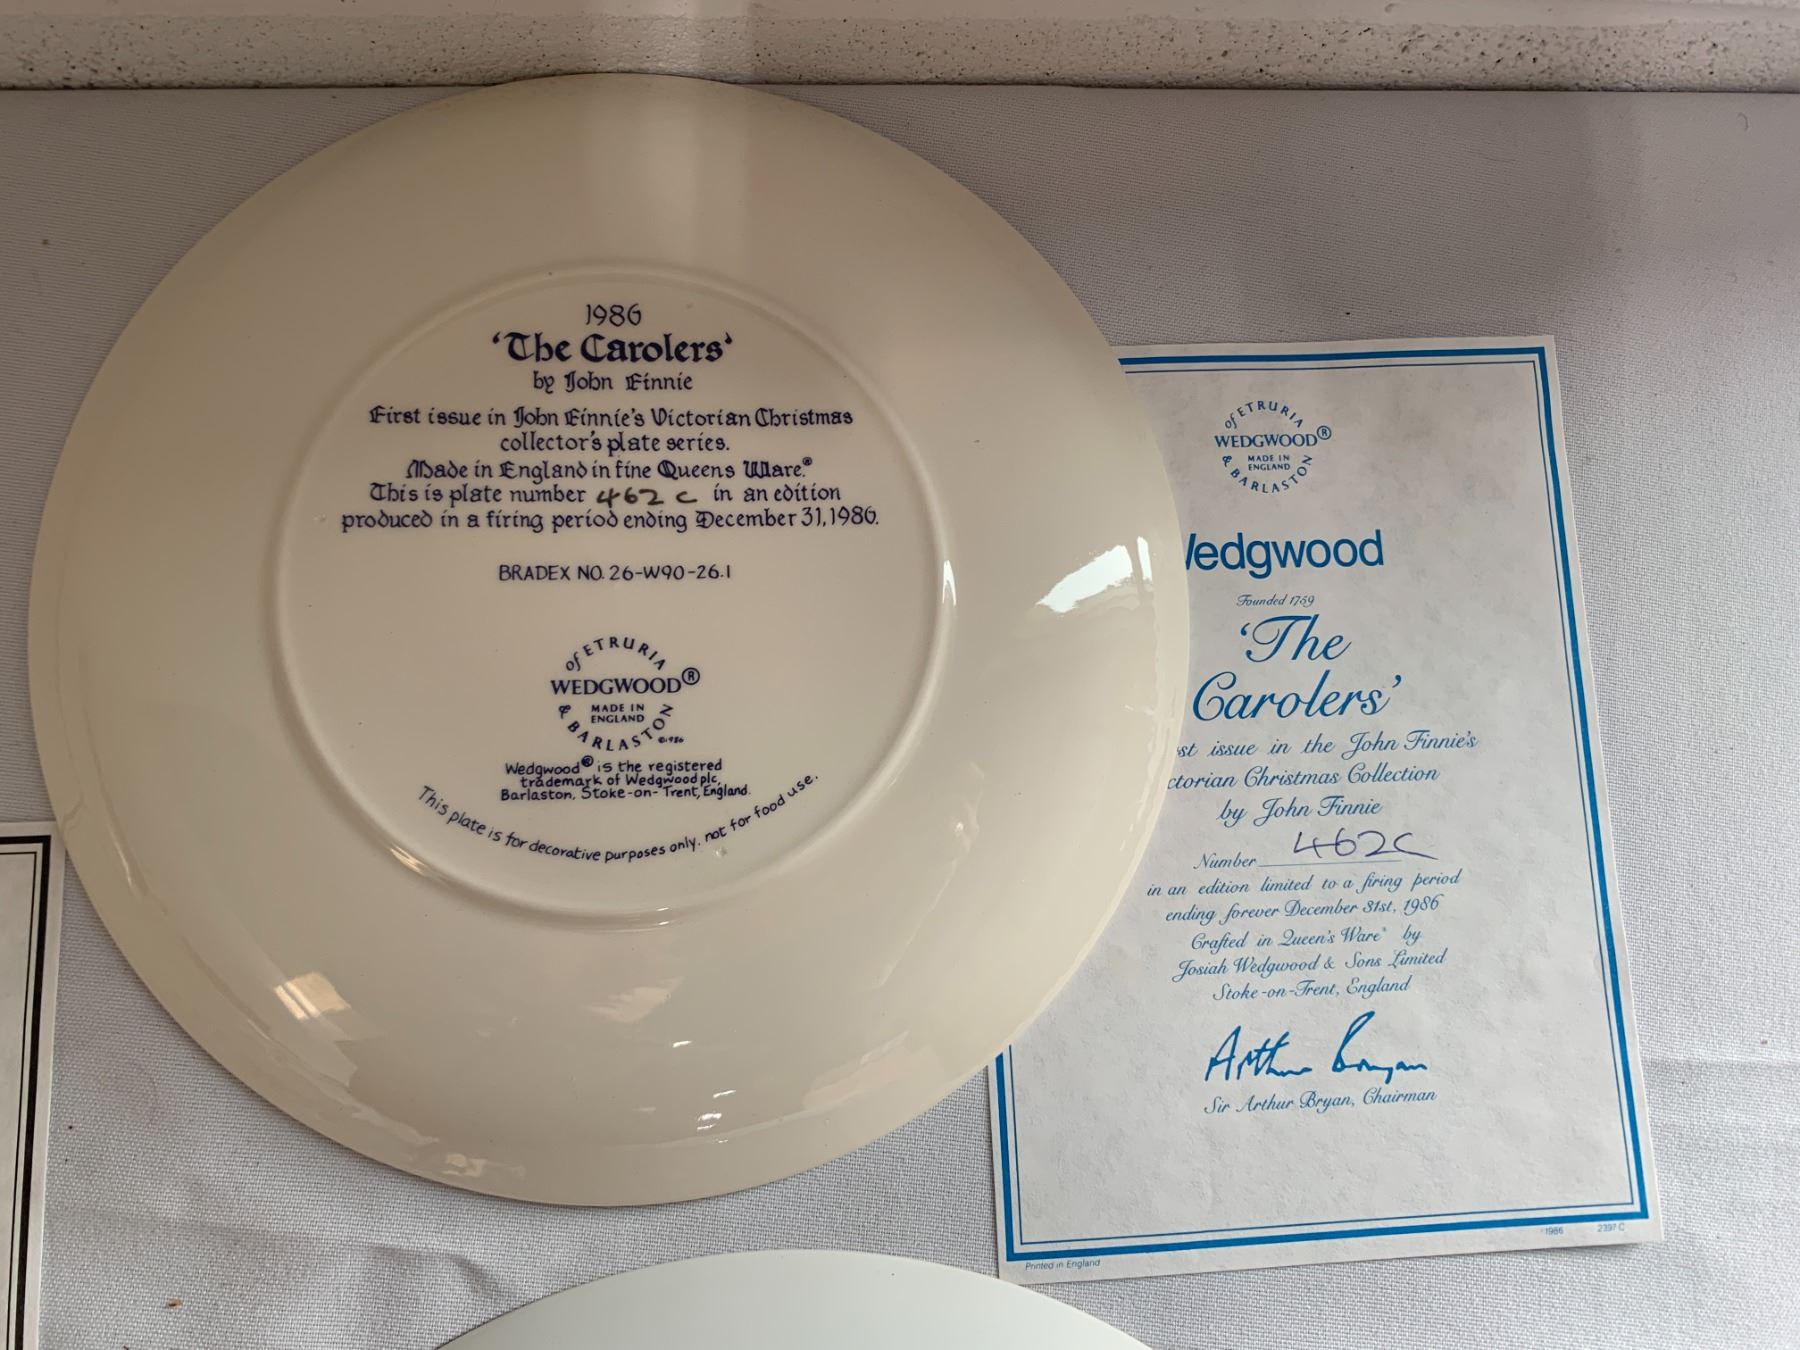 1986
'The Carolers'
by John Finnie
First issue in John Finnie's Victorian Christmas
collector's plate series.
Made in England in fine Queens Ware.®
This is plate number 462 c in an edition
produced in a firing period ending December 31, 1986.
BRADEX NO. 26-W90-26.1
of ETRURIA
WEDGWOOD®
MADE IN
ENGLAND
& BARLASTON
©1986
Wedgwood® is the registered
trademark of Wedgwood plc,
Barlaston, Stoke-on-Trent, England.
This plate is for decorative purposes only. not for food use.
of ETRURIA
WEDGWOOD®
MADE IN
ENGLAND
& BARLASTON
edgwood
Founded 1759
'The
Carolers'
st issue in the John Finnie's
ctorian Christmas Collection
by John Finnie
Number 462C
in an edition limited to a firing period
ending forever December 31st, 1986
Crafted in Queen's Ware® by
Josiah Wedgwood & Sons Limited
Stoke-on-Trent, England
Arthur Bryan
Sir Arthur Bryan, Chairman
Printed in England
1986 2397 C